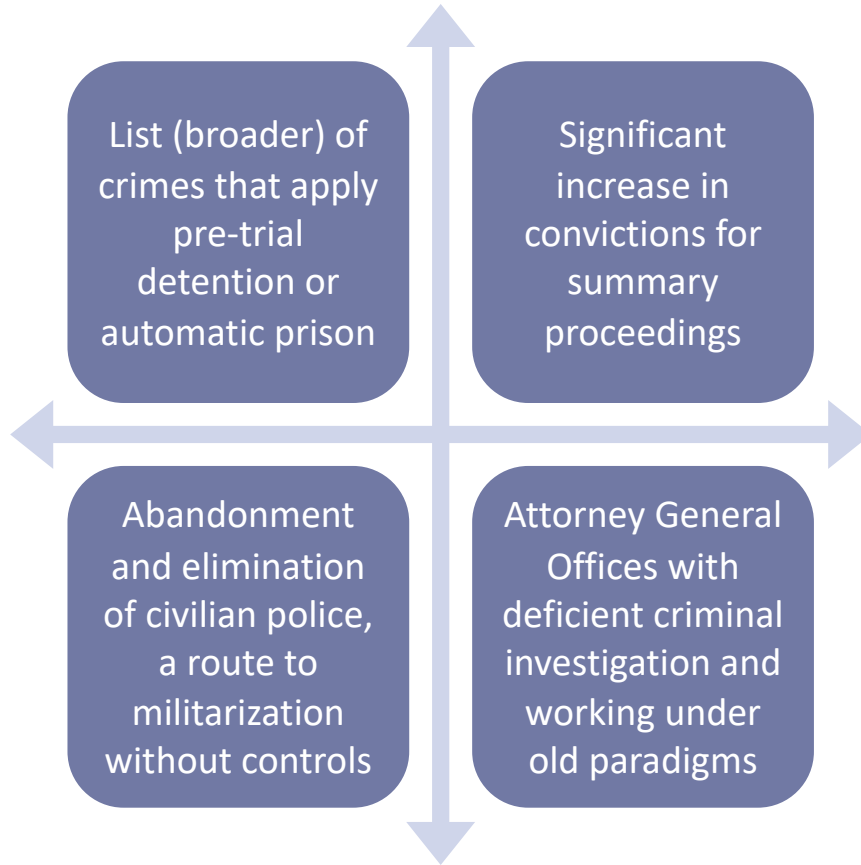 List (broader) of
crimes that apply
pre-trial
detention or
automatic prison
Significant
increase in
convictions for
summary
proceedings
Abandonment
and elimination
of civilian police,
a route to
militarization
without controls
Attorney General
Offices with
deficient criminal
investigation and
working under
old paradigms